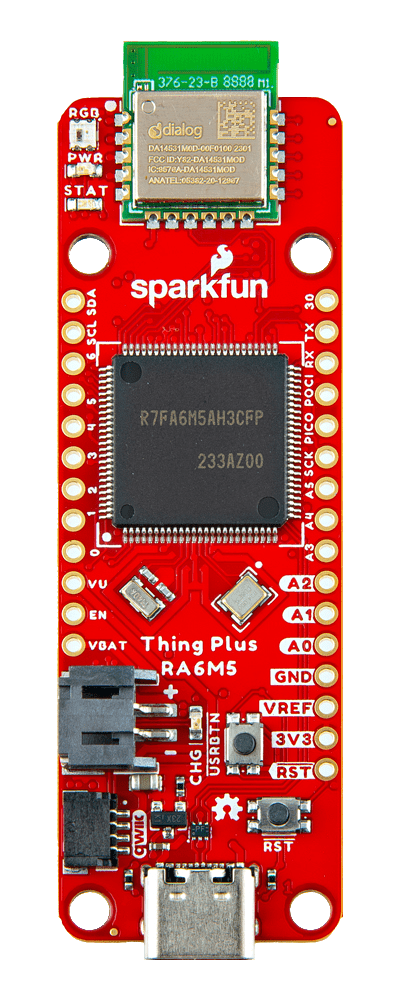 376-23-B 8888 M1
RGB
PWR
STAT
dialog
DA14531MOD-00F0100 2301
FCC ID:Y82-DA14531MOD
IC:9576A-DA14531MOD
ANATEL:05382-20-12067
sparkfun
SDA
SCL
6
5
4
3
2
1
0
VU
EN
VBAT
30
TX
RX
POCI
PICO
SCK
A5
A4
A3
A2
A1
A0
GND
VREF
3V3
RST
R7FA6M5AH3CFP
233AZ00
Thing Plus
RA6M5
+
-
CHG
USRBTN
QWIIC
RST